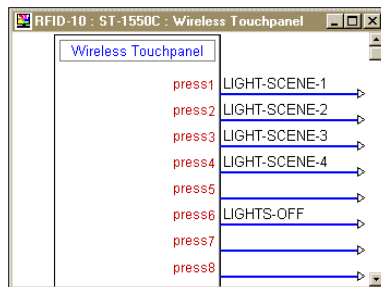 RFID-10 : ST-1550C : Wireless Touchpanel
Wireless Touchpanel
press1 LIGHT-SCENE-1
press2 LIGHT-SCENE-2
press3 LIGHT-SCENE-3
press4 LIGHT-SCENE-4
press5
press6 LIGHTS-OFF
press7
press8